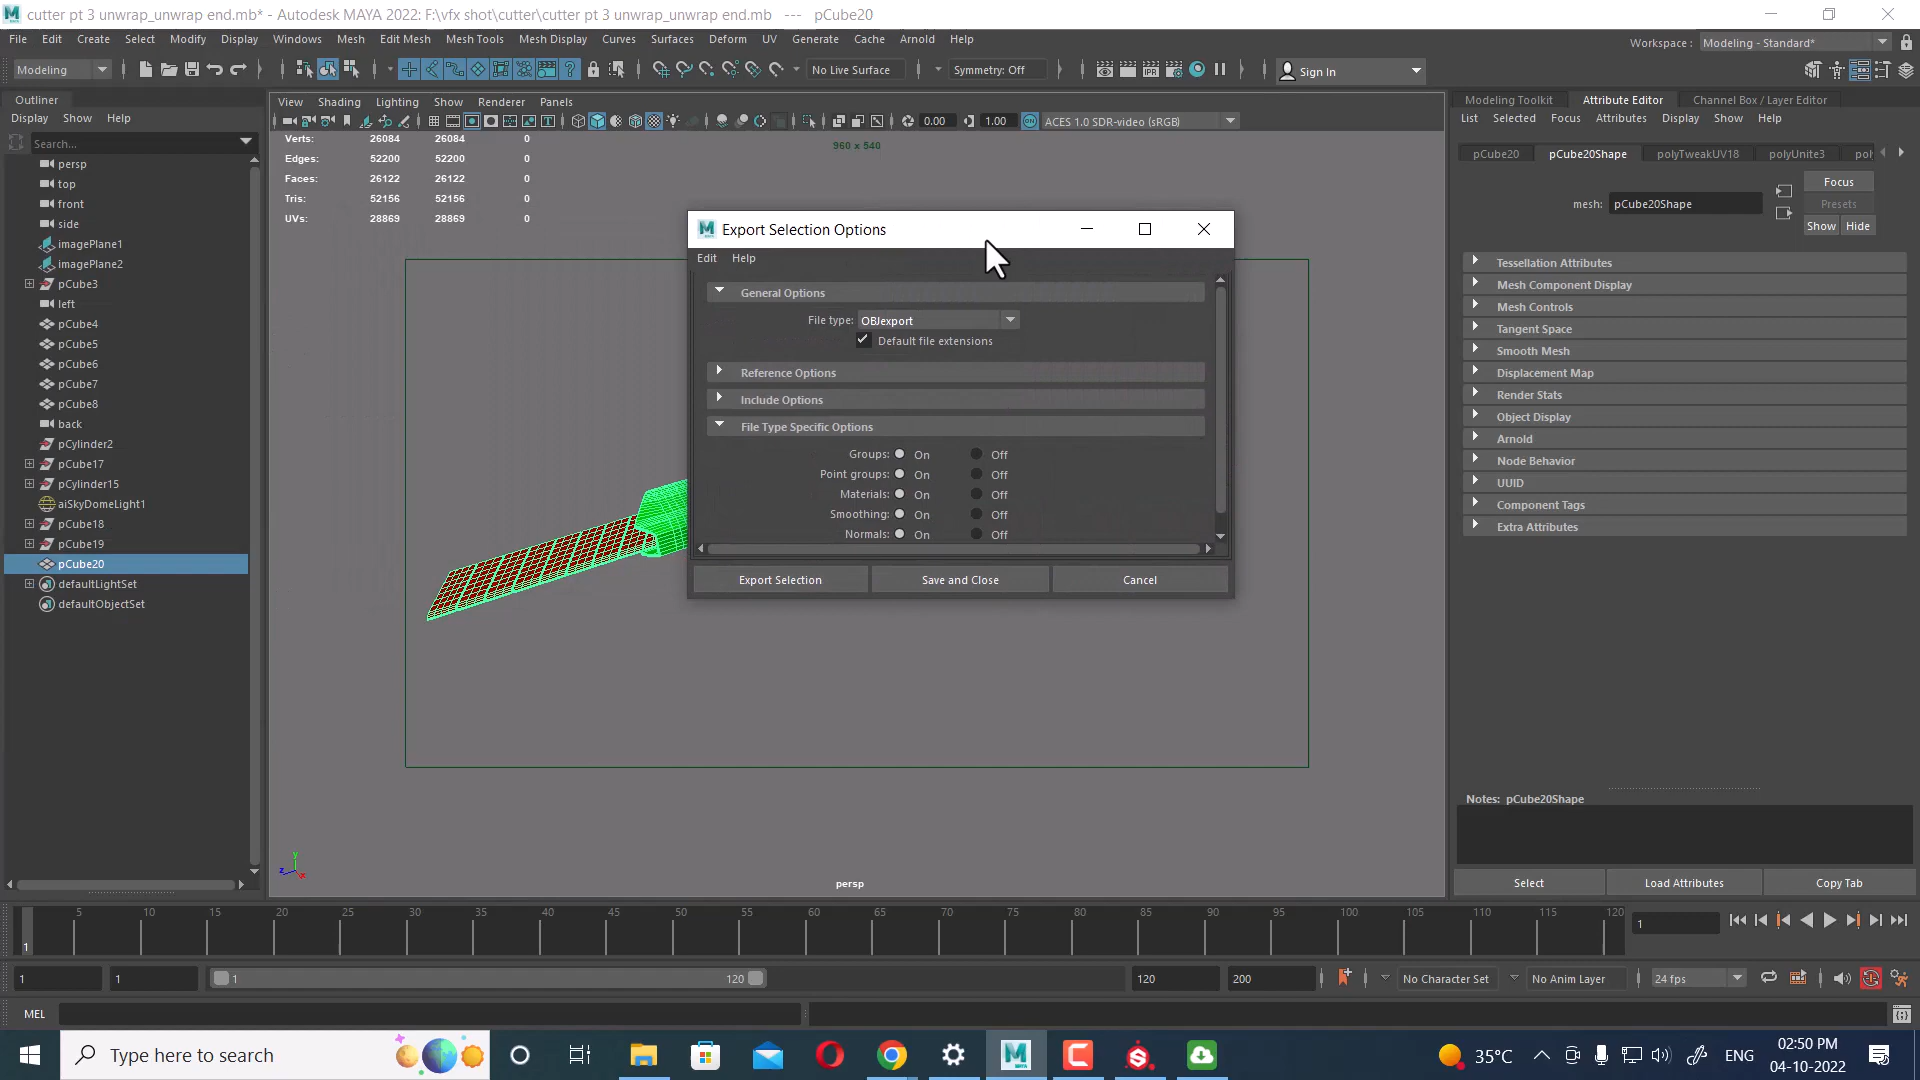 cutter pt 3 unwrap_unwrap end.mb* - Autodesk MAYA 2022: F:\vfx shot\cutter\cutter pt 3 unwrap_unwrap end.mb --- pCube20
File Edit Create Select Modify Display Windows Mesh Edit Mesh Mesh Tools Mesh Display Curves Surfaces Deform UV Generate Cache Arnold Help
Workspace : Modeling - Standard*
Modeling No Live Surface Symmetry: Off Sign In
Outliner
Display Show Help
Search...
persp
top
front
side
imagePlane1
imagePlane2
pCube3
left
pCube4
pCube5
pCube6
pCube7
pCube8
back
pCylinder2
pCube17
pCylinder15
aiSkyDomeLight1
pCube18
pCube19
pCube20
defaultLightSet
defaultObjectSet
View Shading Lighting Show Renderer Panels
0.00 1.00 ACES 1.0 SDR-video (sRGB)
Verts: 26084 26084 0
Edges: 52200 52200 0
Faces: 26122 26122 0
Tris: 52156 52156 0
UVs: 28869 28869 0
960 x 540
persp
Export Selection Options
Edit Help
General Options
File type: OBJexport
Default file extensions
Reference Options
Include Options
File Type Specific Options
Groups: On Off
Point groups: On Off
Materials: On Off
Smoothing: On Off
Normals: On Off
Export Selection Save and Close Cancel
Modeling Toolkit Attribute Editor Channel Box / Layer Editor
List Selected Focus Attributes Display Show Help
pCube20 pCube20Shape polyTweakUV18 polyUnite3 pol
mesh: pCube20Shape
Focus
Presets
Show Hide
Tessellation Attributes
Mesh Component Display
Mesh Controls
Tangent Space
Smooth Mesh
Displacement Map
Render Stats
Object Display
Arnold
Node Behavior
UUID
Component Tags
Extra Attributes
Notes: pCube20Shape
Select Load Attributes Copy Tab
5 10 15 20 25 30 35 40 45 50 55 60 65 70 75 80 85 90 95 100 105 110 115 120
1
1
1 1 1 120 120 200 No Character Set No Anim Layer 24 fps
MEL
Type here to search
35°C ENG
02:50 PM
04-10-2022